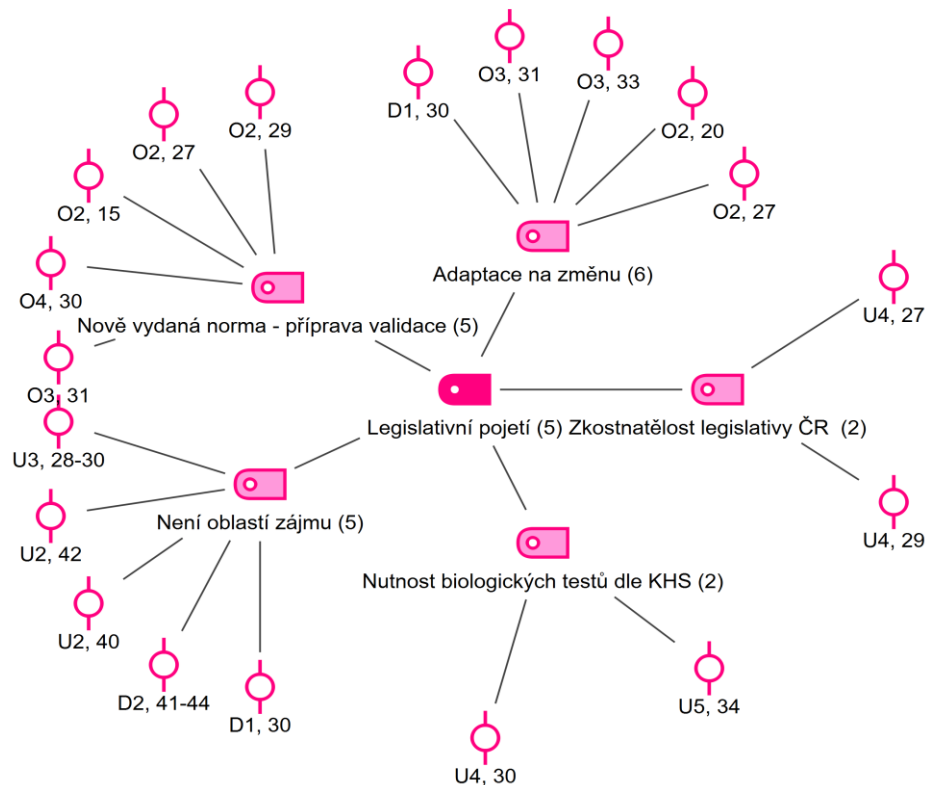 O3, 31
O3, 33
D1, 30
O2, 29
O2, 20
O2, 27
O2, 15
O2, 27
Adaptace na změnu (6)
O4, 30
U4, 27
Nově vydaná norma - příprava validace (5)
O3, 31
Legislativní pojetí (5)
Zkostnatělost legislativy ČR (2)
U3, 28-30
Není oblastí zájmu (5)
U2, 42
U4, 29
Nutnost biologických testů dle KHS (2)
U2, 40
D2, 41-44
U5, 34
D1, 30
U4, 30